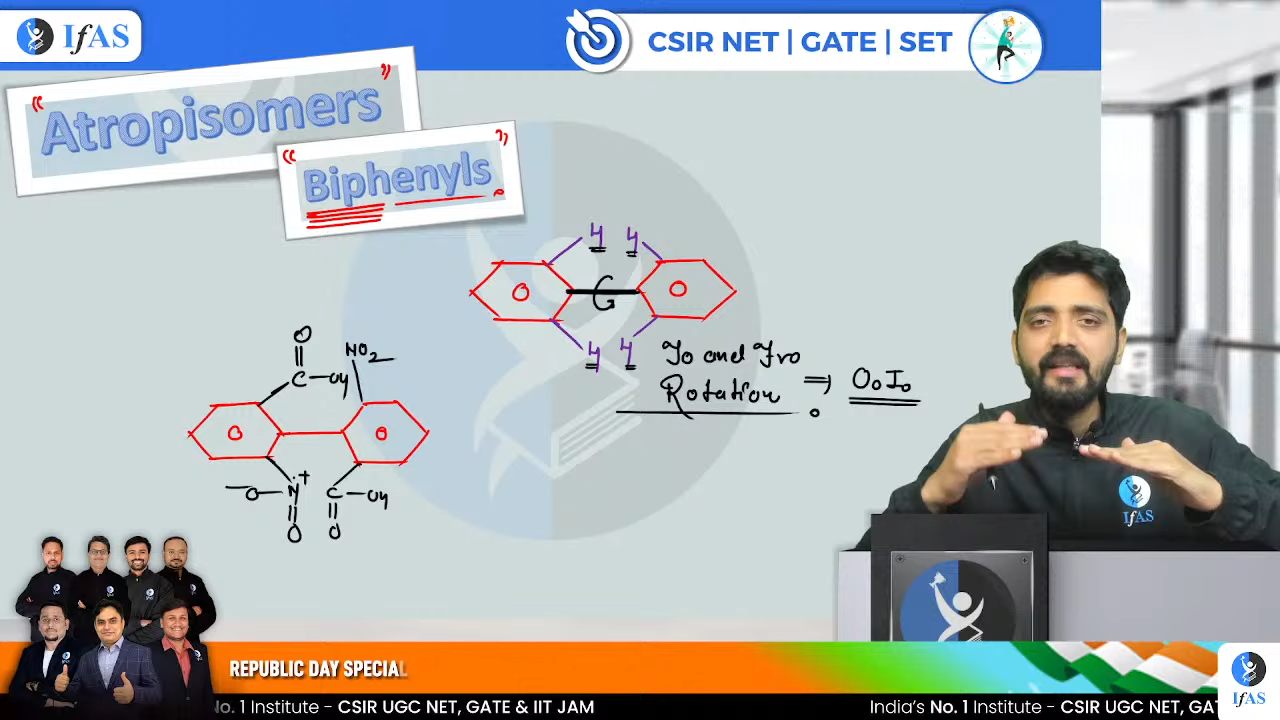 IfAS
CSIR NET | GATE | SET
“Atropisomers”
“Biphenyls”
H H
H H
To and Fro
Rotation ⇒ O.I.
O
C—OH
NO2
-O—N+
O
C—OH
O
IfAS
IfAS
REPUBLIC DAY SPECIAL
No. 1 Institute - CSIR UGC NET, GATE & IIT JAM
India's No. 1 Institute - CSIR UGC NET, GAT